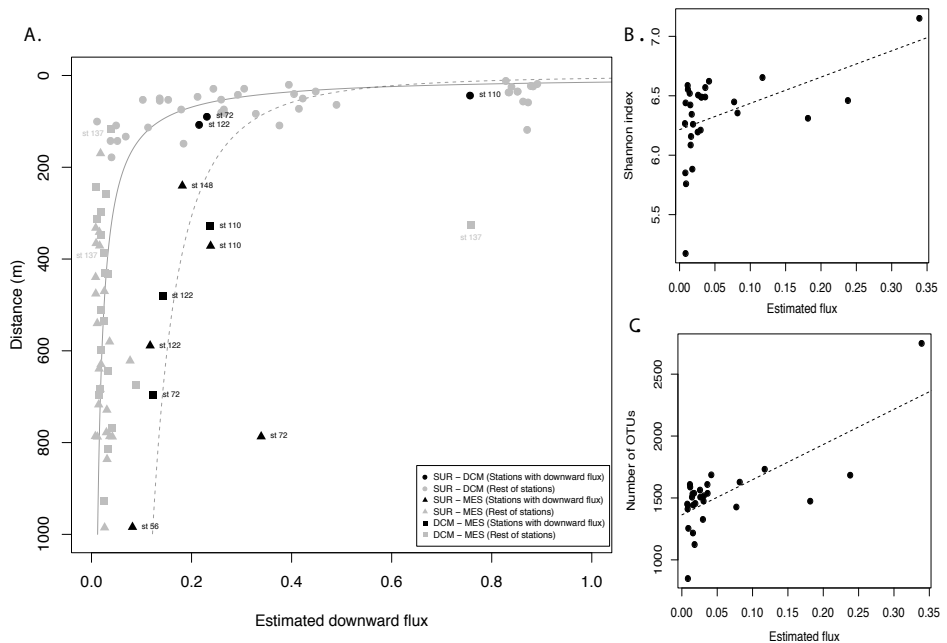 A.
0
200
400
600
800
1000
Distance (m)
0.0 0.2 0.4 0.6 0.8 1.0
Estimated downward flux
st 110
st 72
st 122
st 137
st 148
st 110
st 137
st 110
st 137
st 122
st 122
st 72
st 72
st 56
SUR – DCM (Stations with downward flux)
SUR – DCM (Rest of stations)
SUR – MES (Stations with downward flux)
SUR – MES (Rest of stations)
DCM – MES (Stations with downward flux)
DCM – MES (Rest of stations)
B.
7.0
6.5
6.0
5.5
Shannon index
0.00 0.05 0.10 0.15 0.20 0.25 0.30 0.35
Estimated flux
C.
2500
2000
1500
1000
Number of OTUs
0.00 0.05 0.10 0.15 0.20 0.25 0.30 0.35
Estimated flux